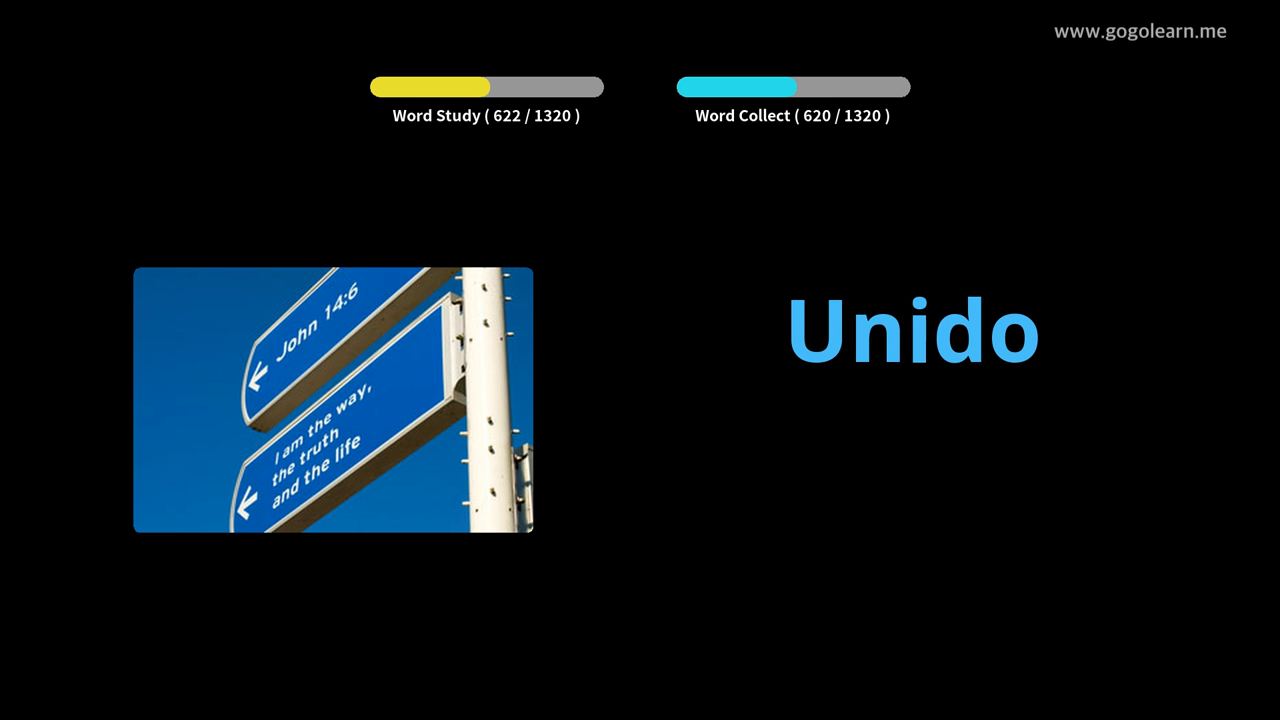 www.gogolearn.me
Word Study ( 622 / 1320 )
Word Collect ( 620 / 1320 )
John 14:6
I am the way,
the truth
and the life
Unido